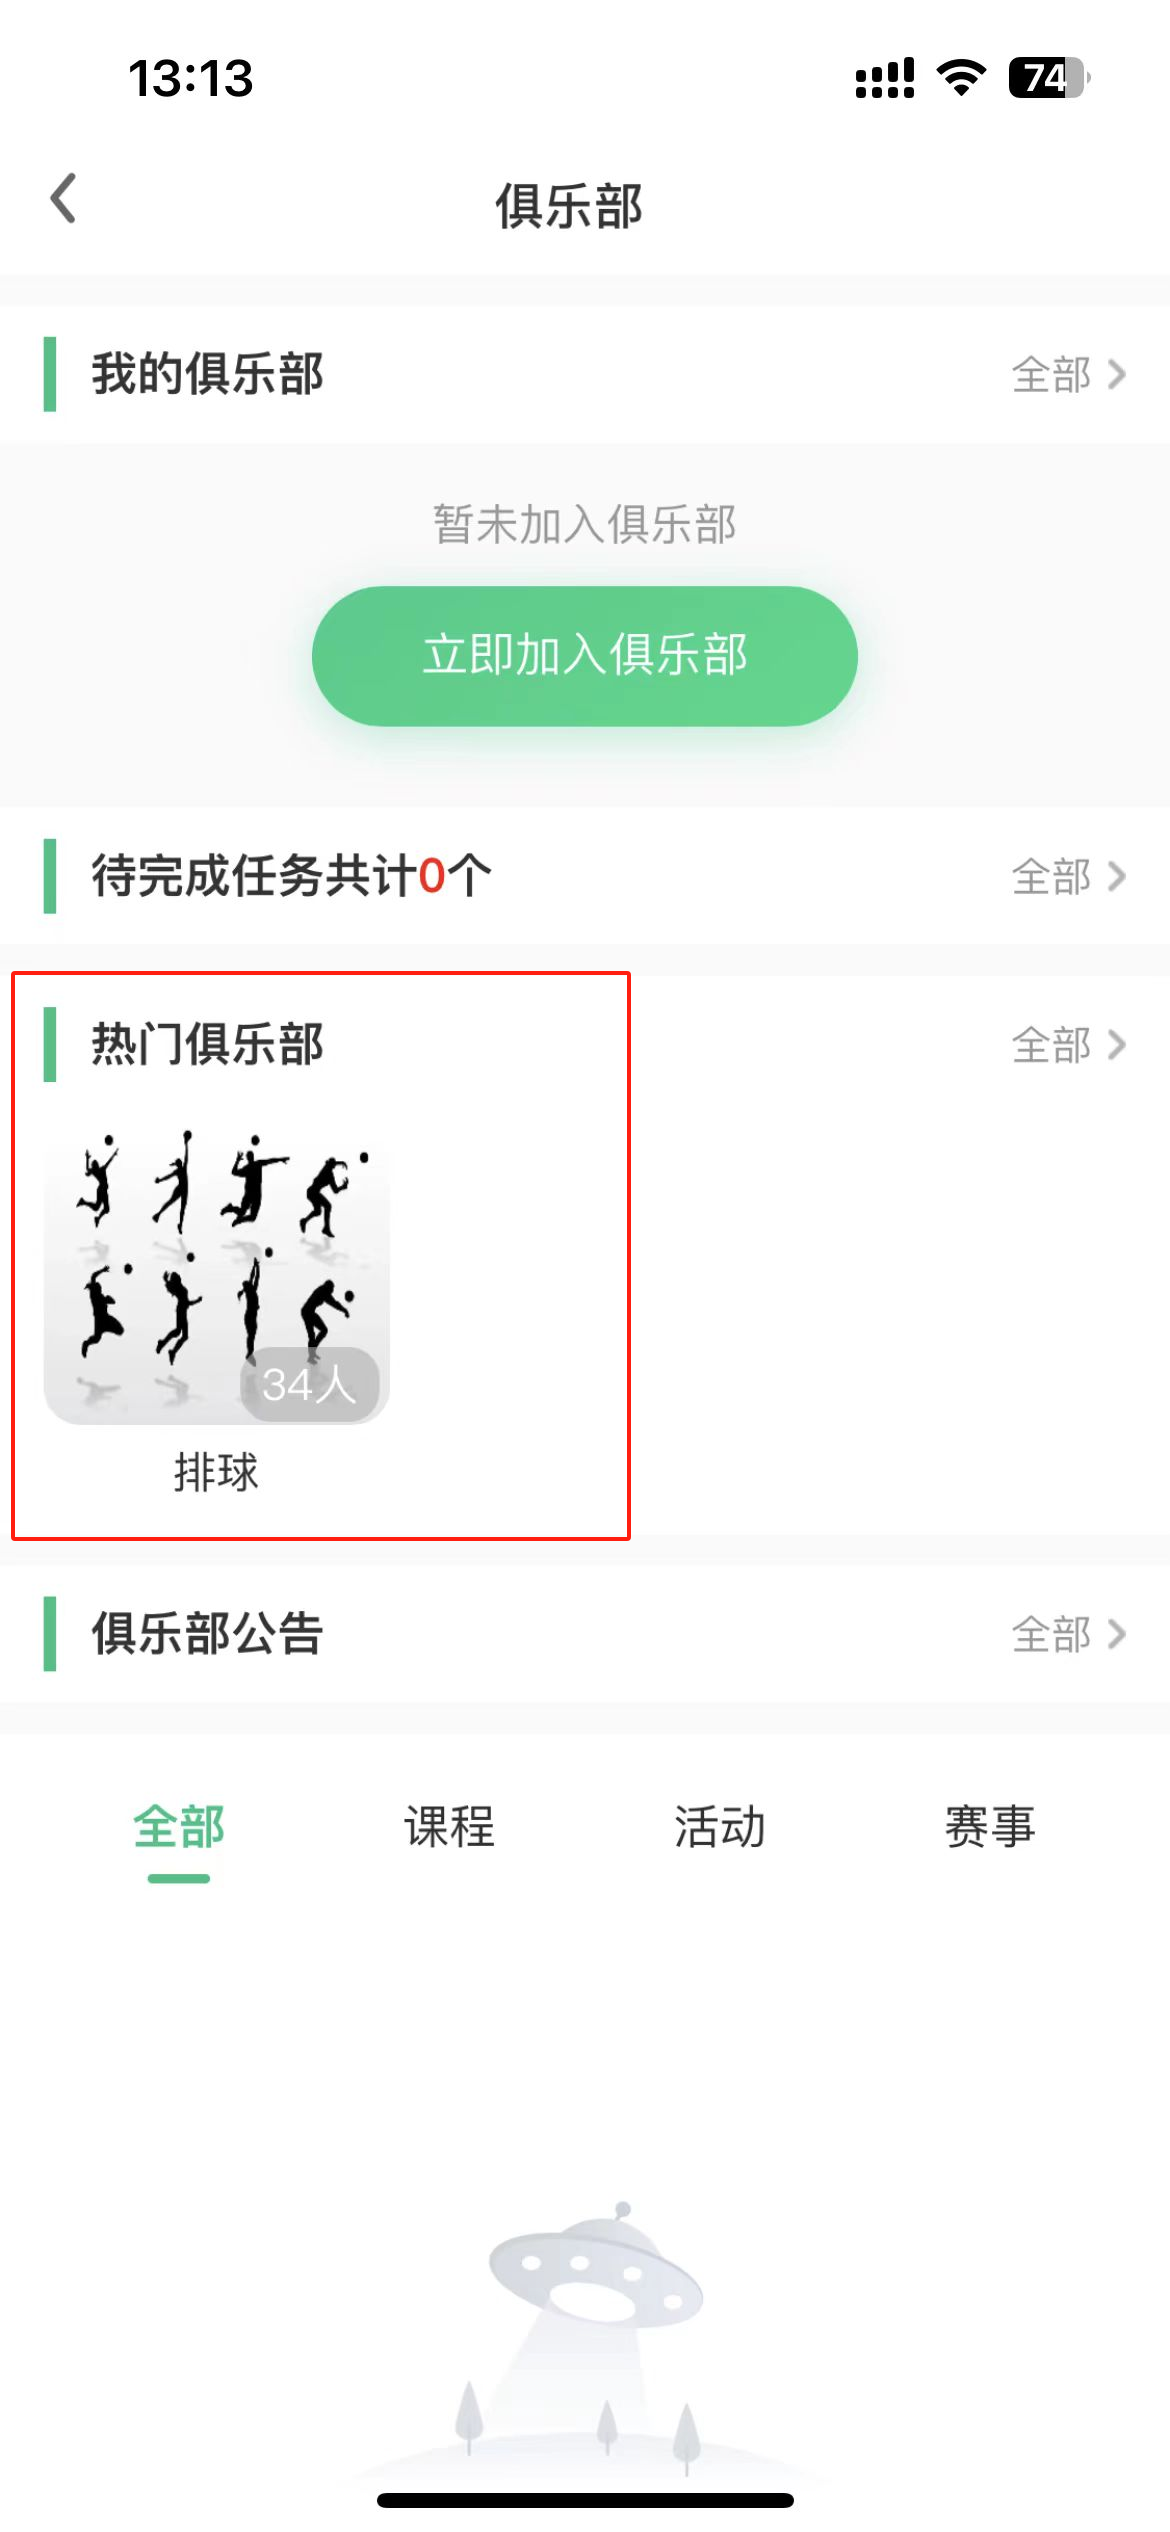 13:13
74
俱乐部
我的俱乐部
全部
暂未加入俱乐部
立即加入俱乐部
待完成任务共计0个
全部
热门俱乐部
全部
34人
排球
俱乐部公告
全部
全部
课程
活动
赛事